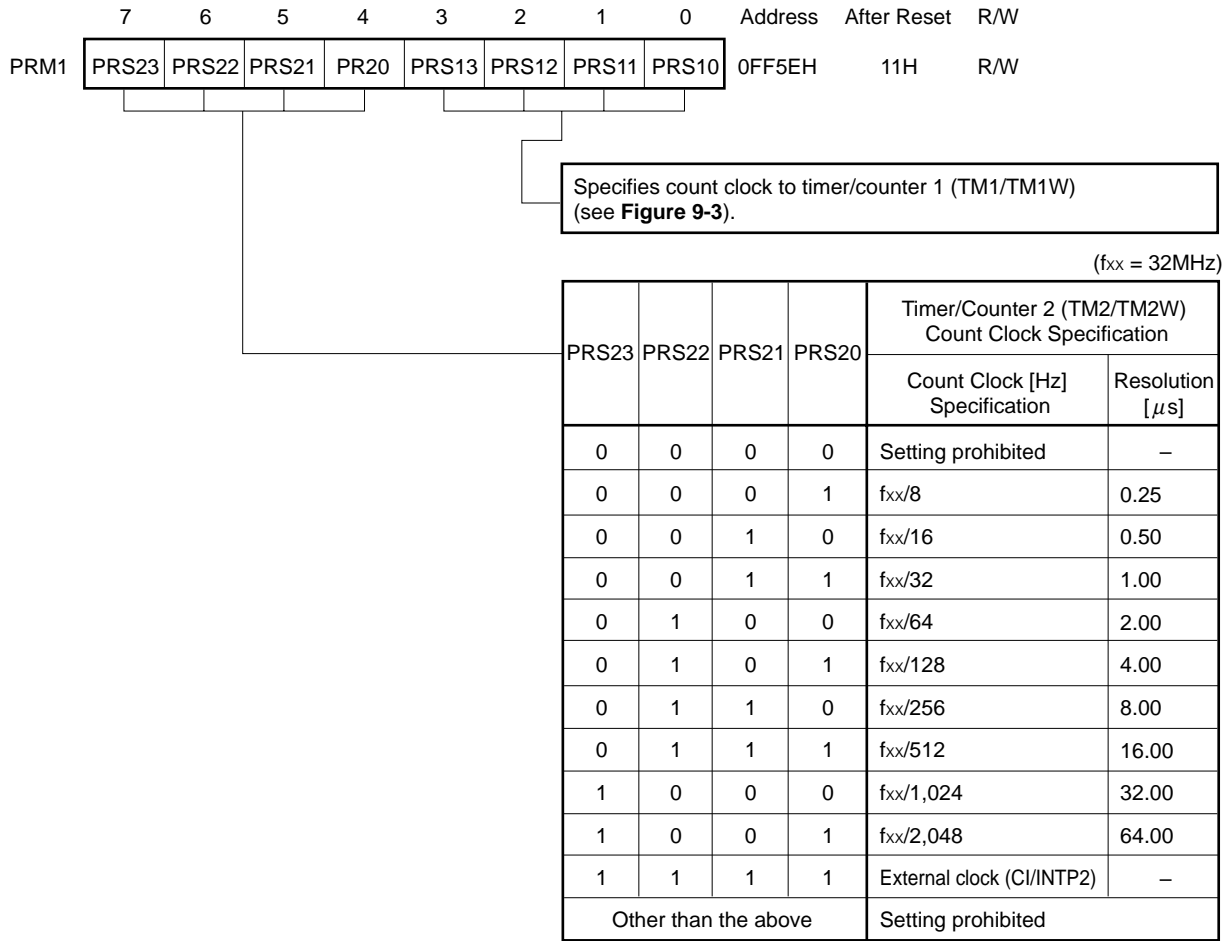 7 6 5 4 3 2 1 0 Address After Reset R/W
PRM1 PRS23 PRS22 PRS21 PR20 PRS13 PRS12 PRS11 PRS10 0FF5EH 11H R/W
Specifies count clock to timer/counter 1 (TM1/TM1W)
(see Figure 9-3).
(fxx = 32MHz)
PRS23 PRS22 PRS21 PRS20
Timer/Counter 2 (TM2/TM2W)
Count Clock Specification
Count Clock [Hz]
Specification
Resolution
[μs]
0 0 0 0 Setting prohibited –
0 0 0 1 fxx/8 0.25
0 0 1 0 fxx/16 0.50
0 0 1 1 fxx/32 1.00
0 1 0 0 fxx/64 2.00
0 1 0 1 fxx/128 4.00
0 1 1 0 fxx/256 8.00
0 1 1 1 fxx/512 16.00
1 0 0 0 fxx/1,024 32.00
1 0 0 1 fxx/2,048 64.00
1 1 1 1 External clock (CI/INTP2) –
Other than the above Setting prohibited